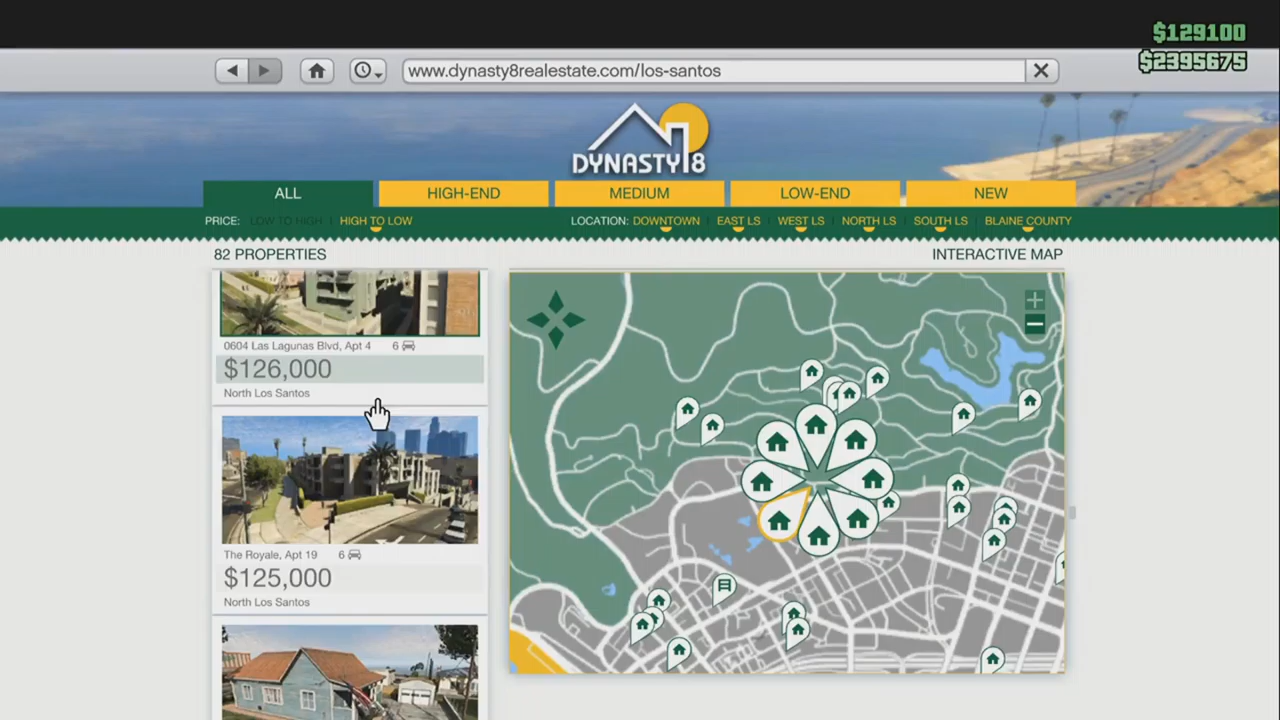 $129100
$2395675
www.dynasty8realestate.com/los-santos
DYNASTY 8
ALL
HIGH-END
MEDIUM
LOW-END
NEW
PRICE: LOW TO HIGH | HIGH TO LOW
LOCATION: DOWNTOWN | EAST LS | WEST LS | NORTH LS | SOUTH LS | BLAINE COUNTY
82 PROPERTIES
INTERACTIVE MAP
0604 Las Lagunas Blvd, Apt 4 6
$126,000
North Los Santos
The Royale, Apt 19 6
$125,000
North Los Santos